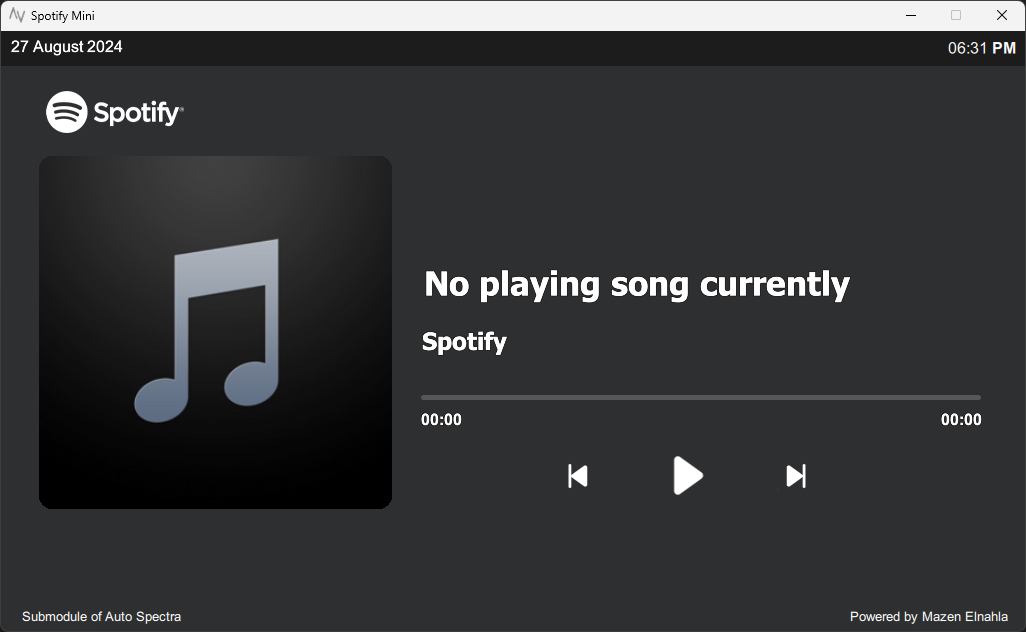 Spotify Mini
27 August 2024
06:31 PM
Spotify
No playing song currently
Spotify
00:00
00:00
Submodule of Auto Spectra
Powered by Mazen Elnahla